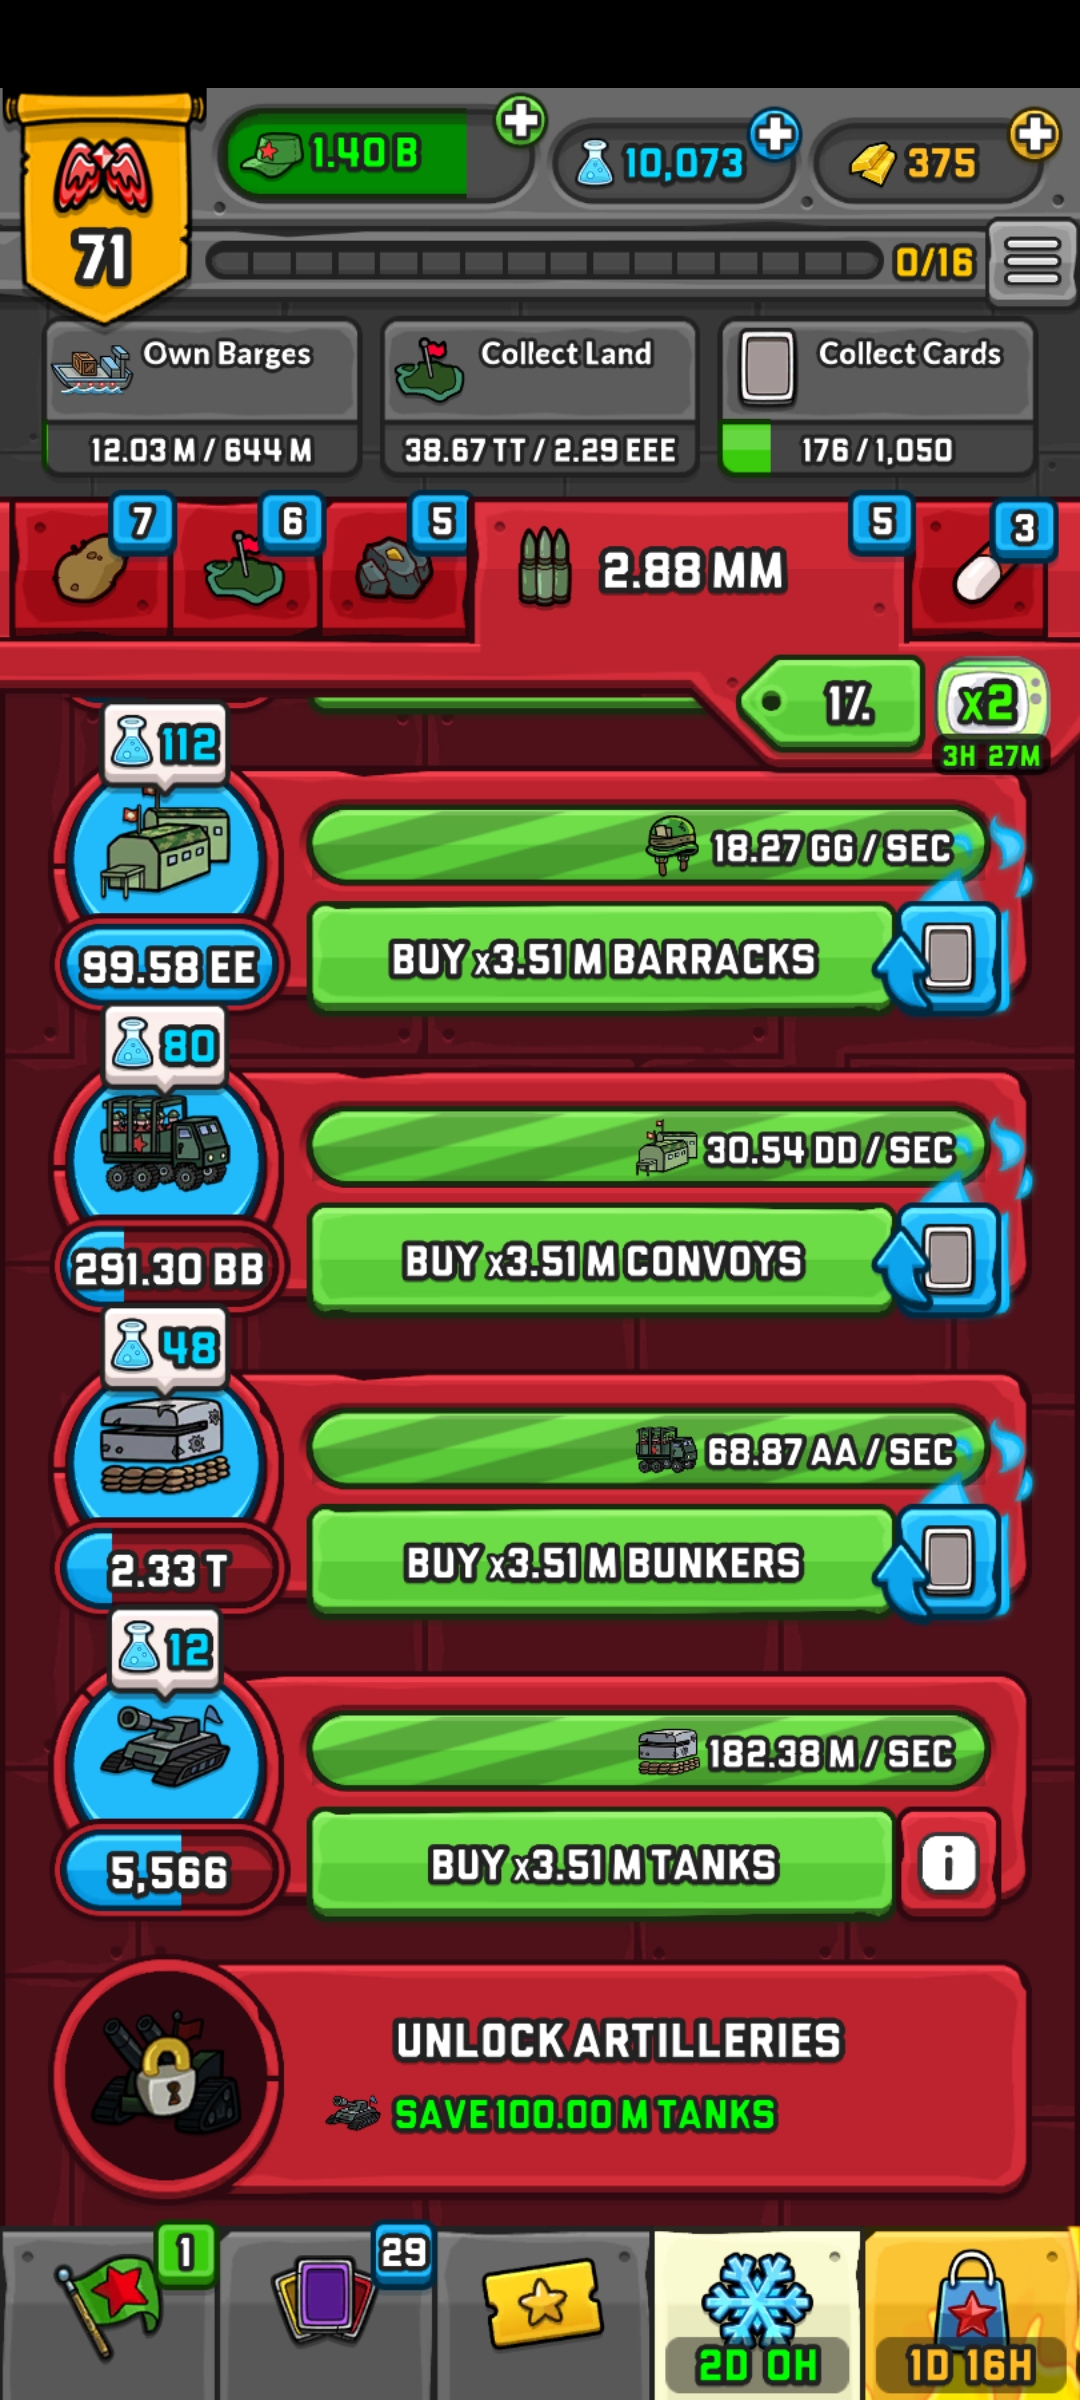 71
1.40 B
10,073
375
0/16
Own Barges
12.03 M / 644 M
Collect Land
38.67 TT / 2.29 EEE
Collect Cards
176 / 1,050
7
6
5
2.88 MM
5
3
1%
x2
3H 27M
112
18.27 GG / SEC
BUY x3.51 M BARRACKS
99.58 EE
80
30.54 DD / SEC
BUY x3.51 M CONVOYS
291.30 BB
48
68.87 AA / SEC
BUY x3.51 M BUNKERS
2.33 T
12
182.38 M / SEC
BUY x3.51 M TANKS
i
5,566
UNLOCK ARTILLERIES
SAVE 100.00 M TANKS
1
29
2D 0H
1D 16H